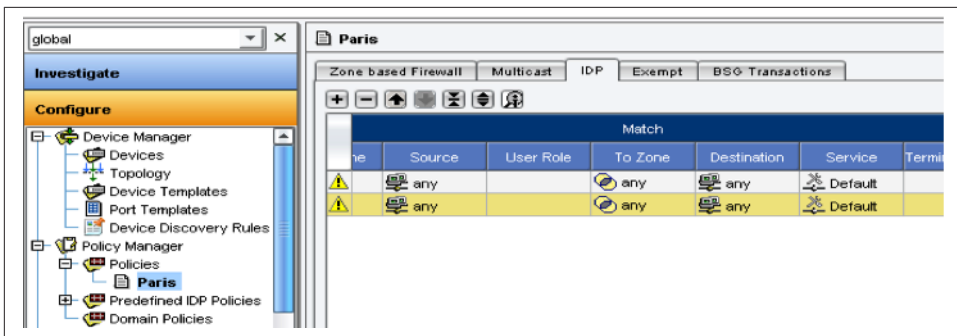 global
Investigate
Configure
Device Manager
Devices
Topology
Device Templates
Port Templates
Device Discovery Rules
Policy Manager
Policies
Paris
Predefined IDP Policies
Domain Policies
Paris
Zone based Firewall Multicast IDP Exempt BSG Transactions
Match
ne Source User Role To Zone Destination Service Termi
any any any Default
any any any Default